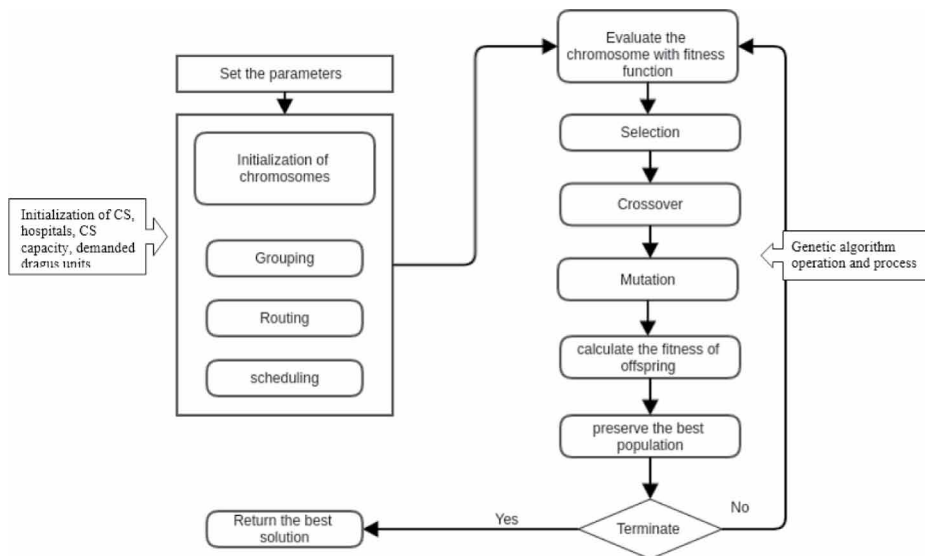 Set the parameters
Initialization of
chromosomes
Grouping
Routing
scheduling
Initialization of CS,
hospitals, CS
capacity, demanded
dragus units
Evaluate the
chromosome with fitness
function
Selection
Crossover
Mutation
calculate the fitness of
offspring
preserve the best
population
Terminate
No
Yes
Return the best
solution
Genetic algorithm
operation and process